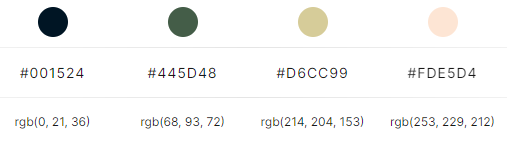 #001524 #445D48 #D6CC99 #FDE5D4
rgb(0, 21, 36) rgb(68, 93, 72) rgb(214, 204, 153) rgb(253, 229, 212)